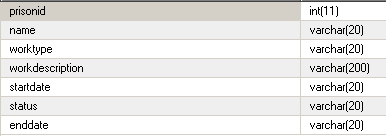 prisonid int(11)
name varchar(20)
worktype varchar(20)
workdescription varchar(200)
startdate varchar(20)
status varchar(20)
enddate varchar(20)